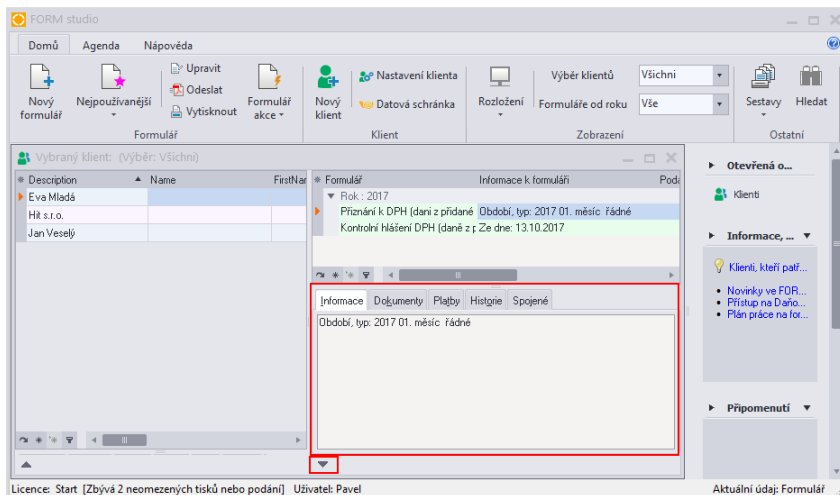 FORM studio
Domů Agenda Nápověda
Nový formulář
Nejpoužívanější
Upravit
Odeslat
Vytisknout
Formulář akce
Formulář
Nový klient
Nastavení klienta
Datová schránka
Klient
Rozložení
Výběr klientů Všichni
Formuláře od roku Vše
Zobrazení
Sestavy
Hledat
Ostatní
Vybraný klient: (Výběr: Všichni)
Description Name FirstNar
Eva Mladá
Hit s.r.o.
Jan Veselý
Formulář Informace k formuláři Podá
Rok : 2017
Přiznání k DPH (dani z přidané Období, typ: 2017 01. měsíc řádné
Kontrolní hlášení DPH (daně z p Ze dne: 13.10.2017
Informace Dokumenty Platby Historie Spojené
Období, typ: 2017 01. měsíc řádné
Otevřená o...
Klienti
Informace, ...
Klienti, kteří patř...
Novinky ve FOR...
Přístup na Daňo...
Plán práce na for...
Připomenutí
Licence: Start [Zbývá 2 neomezených tisků nebo podání] Uživatel: Pavel
Aktuální údaj: Formulář